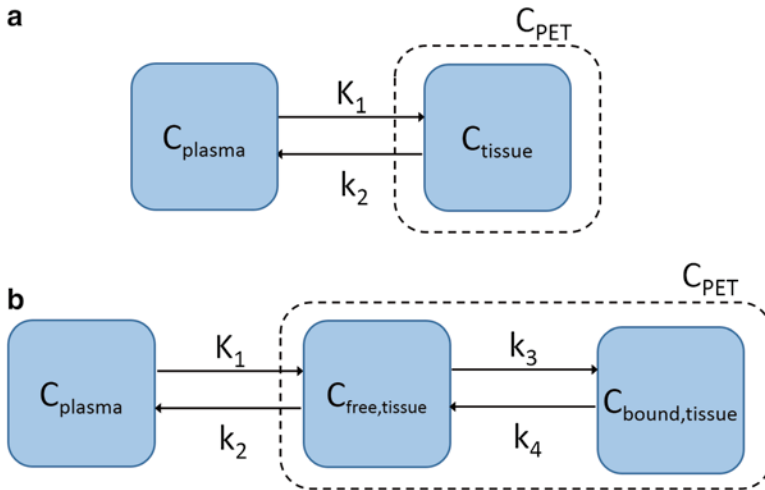 a
C_PET
K_1
C_plasma
C_tissue
k_2
b
C_PET
K_1
k_3
C_plasma
C_free,tissue
C_bound,tissue
k_2
k_4